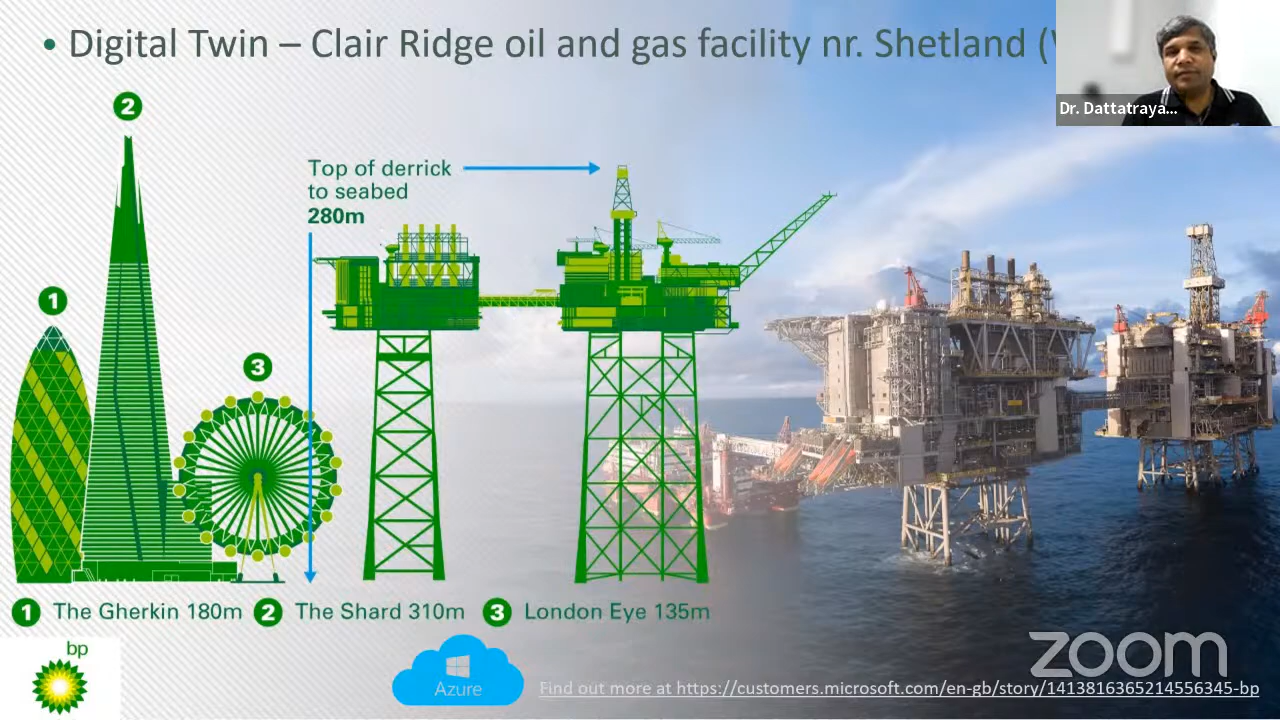 • Digital Twin – Clair Ridge oil and gas facility nr. Shetland (
Dr. Dattatraya...
2
Top of derrick
to seabed
280m
1
3
1 The Gherkin 180m 2 The Shard 310m 3 London Eye 135m
bp
Azure
zoom
Find out more at https://customers.microsoft.com/en-gb/story/1413816365214556345-bp